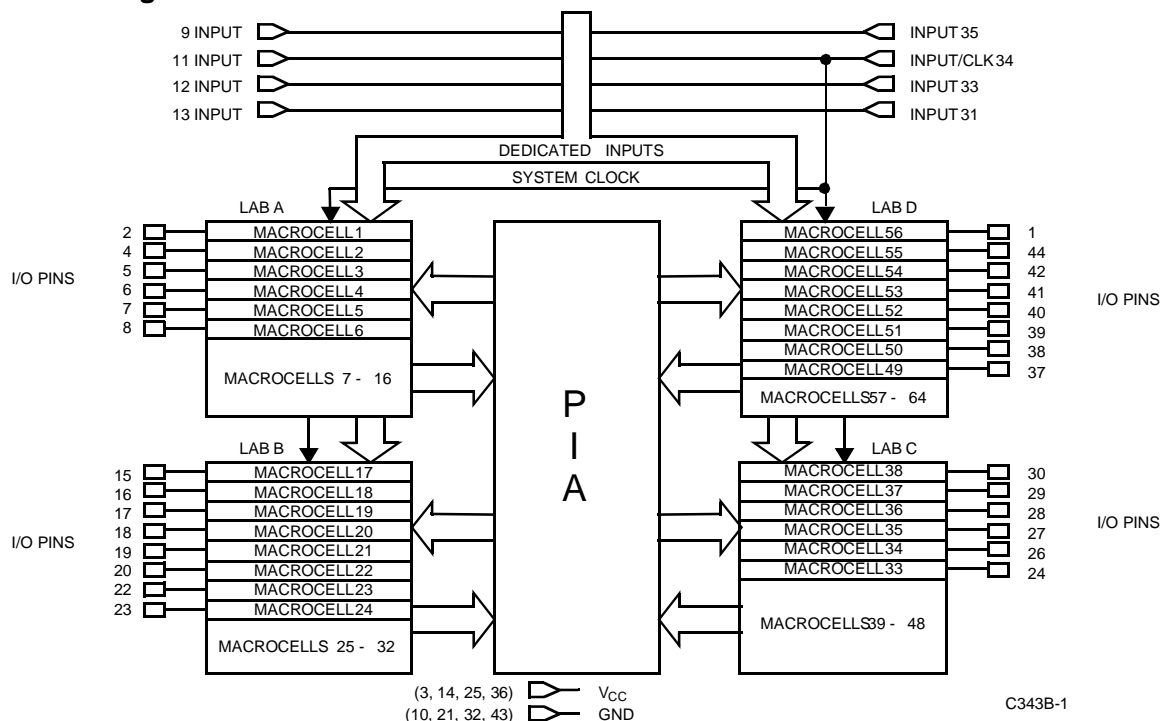 9 INPUT
INPUT 35
11 INPUT
INPUT/CLK 34
12 INPUT
INPUT 33
13 INPUT
INPUT 31
DEDICATED INPUTS
SYSTEM CLOCK
LAB A
2
4
5
6
7
8
I/O PINS
MACROCELL 1
MACROCELL 2
MACROCELL 3
MACROCELL 4
MACROCELL 5
MACROCELL 6
MACROCELLS 7 - 16
LAB D
MACROCELL 56
MACROCELL 55
MACROCELL 54
MACROCELL 53
MACROCELL 52
MACROCELL 51
MACROCELL 50
MACROCELL 49
MACROCELLS 57 - 64
1
44
42
41
40
39
38
37
I/O PINS
P
I
A
LAB B
15
16
17
18
19
20
22
23
I/O PINS
MACROCELL 17
MACROCELL 18
MACROCELL 19
MACROCELL 20
MACROCELL 21
MACROCELL 22
MACROCELL 23
MACROCELL 24
MACROCELLS 25 - 32
LAB C
MACROCELL 38
MACROCELL 37
MACROCELL 36
MACROCELL 35
MACROCELL 34
MACROCELL 33
MACROCELLS 39 - 48
30
29
28
27
26
24
I/O PINS
(3, 14, 25, 36) VCC
(10, 21, 32, 43) GND
C343B-1